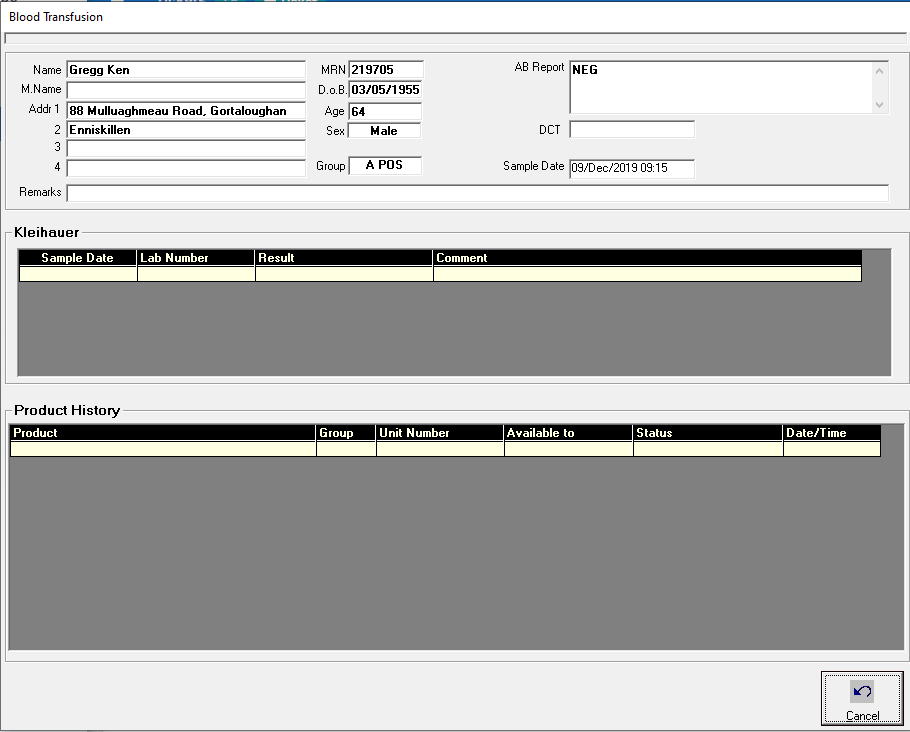 Blood Transfusion
Name Gregg Ken MRN 219705 AB Report NEG
M.Name D.o.B. 03/05/1955
Addr 1 88 Mulluaghmeau Road, Gortaloughan Age 64
2 Enniskillen Sex Male DCT
3
4 Group A POS Sample Date 09/Dec/2019 09:15
Remarks
Kleihauer
Sample Date Lab Number Result Comment
Product History
Product Group Unit Number Available to Status Date/Time
Cancel